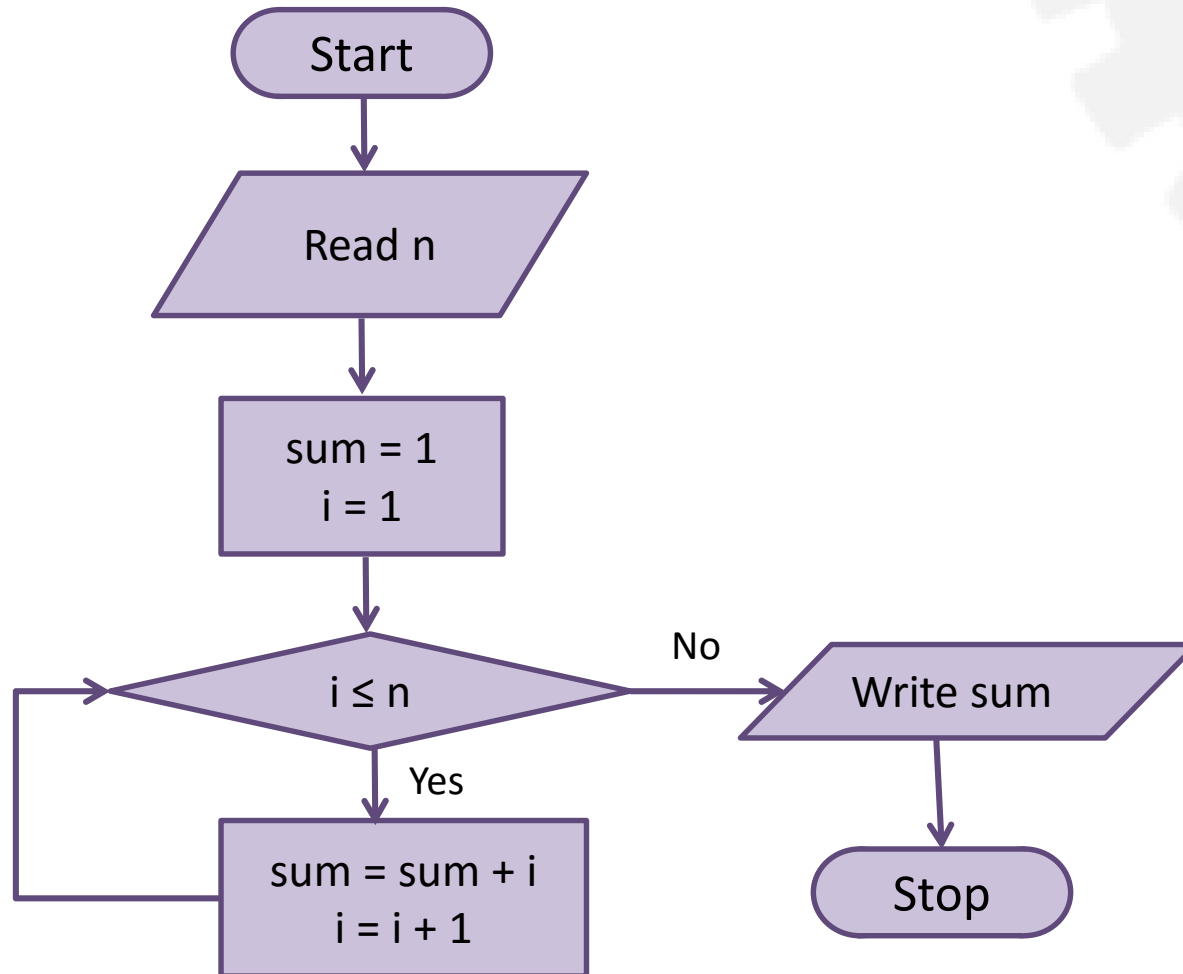 Start
Read n
sum = 1
i = 1
i ≤ n
No
Write sum
Yes
sum = sum + i
i = i + 1
Stop